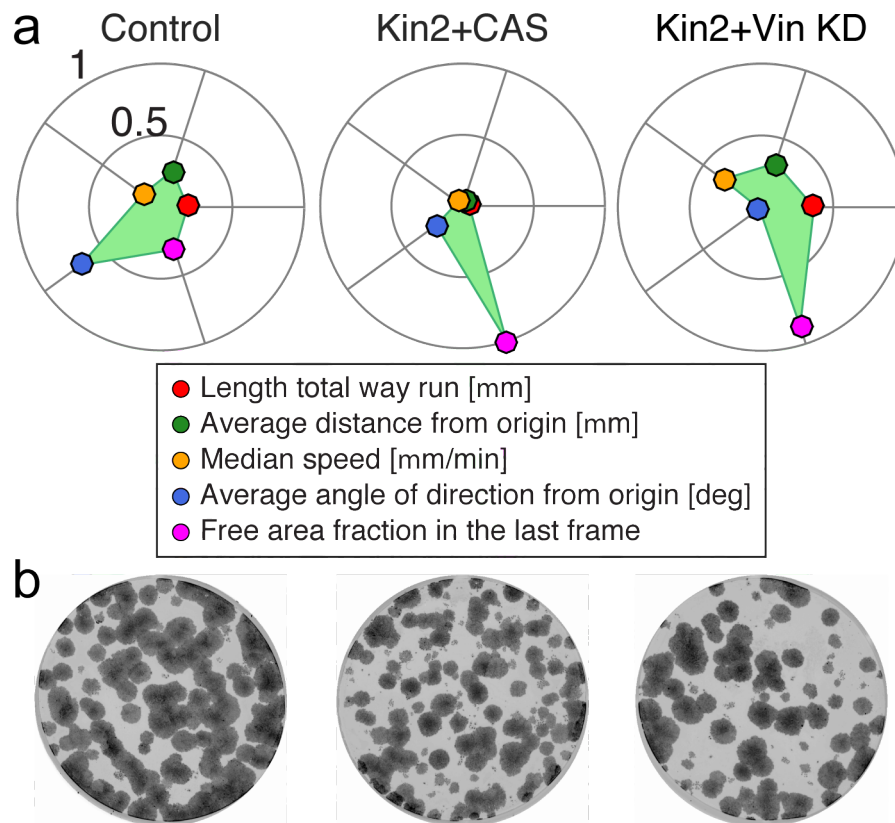 a
Control
Kin2+CAS
Kin2+Vin KD
1
0.5
Length total way run [mm]
Average distance from origin [mm]
Median speed [mm/min]
Average angle of direction from origin [deg]
Free area fraction in the last frame
b